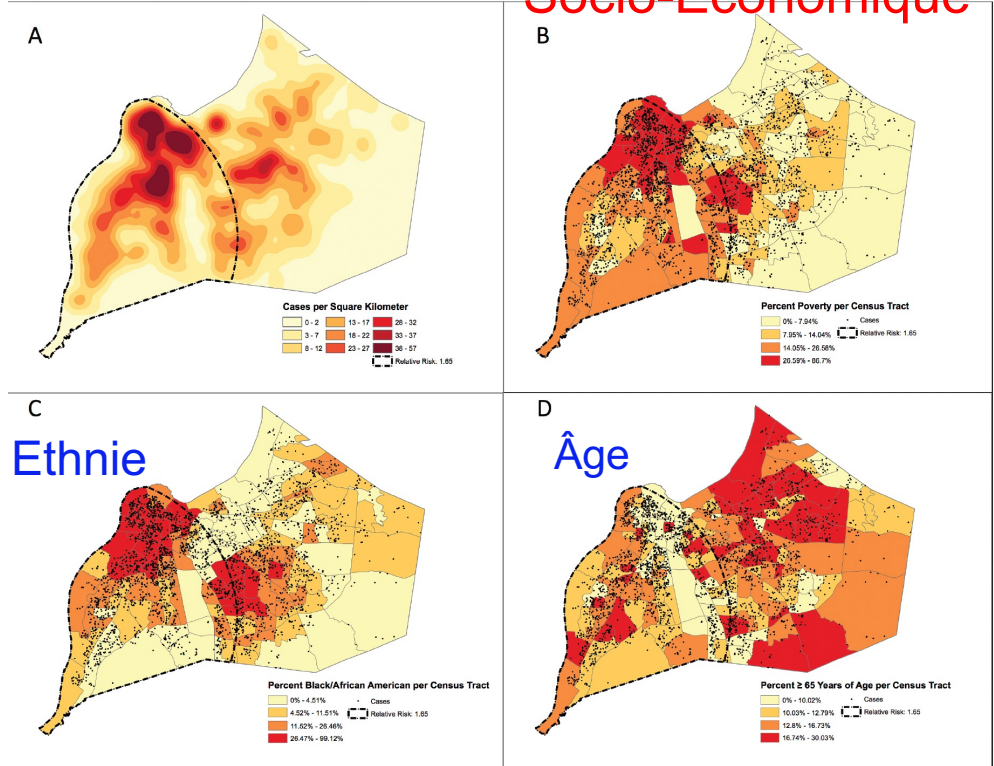 Socio-Économique
A
Cases per Square Kilometer
0 - 2
3 - 7
8 - 12
13 - 17
18 - 22
23 - 27
28 - 32
33 - 37
38 - 57
Relative Risk: 1.65
B
Percent Poverty per Census Tract
0% - 7.94%
7.95% - 14.04%
14.05% - 26.58%
26.59% - 86.7%
Cases
Relative Risk: 1.65
C
Ethnie
Percent Black/African American per Census Tract
0% - 4.51%
4.52% - 11.51%
11.52% - 26.46%
26.47% - 99.12%
Cases
Relative Risk: 1.65
D
Âge
Percent ≥ 65 Years of Age per Census Tract
0% - 10.02%
10.03% - 12.79%
12.8% - 16.73%
16.74% - 30.03%
Cases
Relative Risk: 1.65